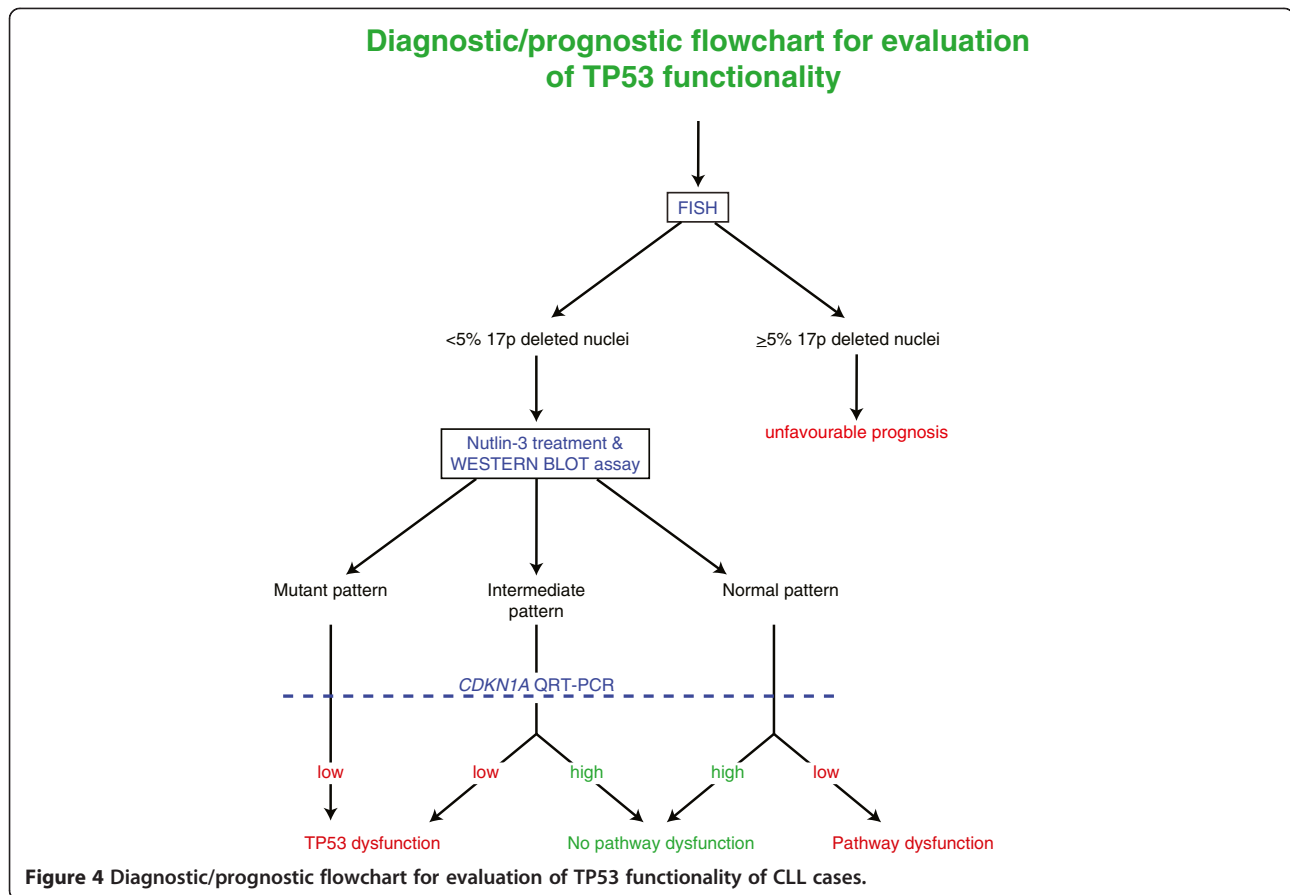 Diagnostic/prognostic flowchart for evaluation
of TP53 functionality
FISH
<5% 17p deleted nuclei
≥5% 17p deleted nuclei
unfavourable prognosis
Nutlin-3 treatment &
WESTERN BLOT assay
Mutant pattern
Intermediate
pattern
Normal pattern
CDKN1A QRT-PCR
low
low
high
high
low
TP53 dysfunction
No pathway dysfunction
Pathway dysfunction
Figure 4 Diagnostic/prognostic flowchart for evaluation of TP53 functionality of CLL cases.